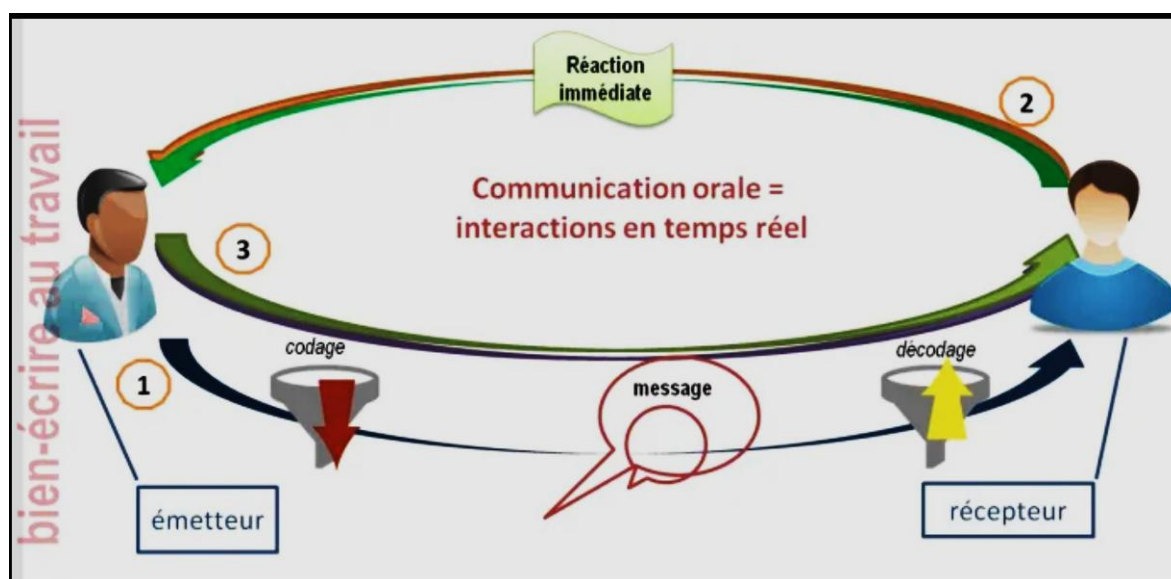 Réaction
immédiate
2
Communication orale =
interactions en temps réel
3
codage
décodage
1
message
émetteur
récepteur
bien-écrire au travail